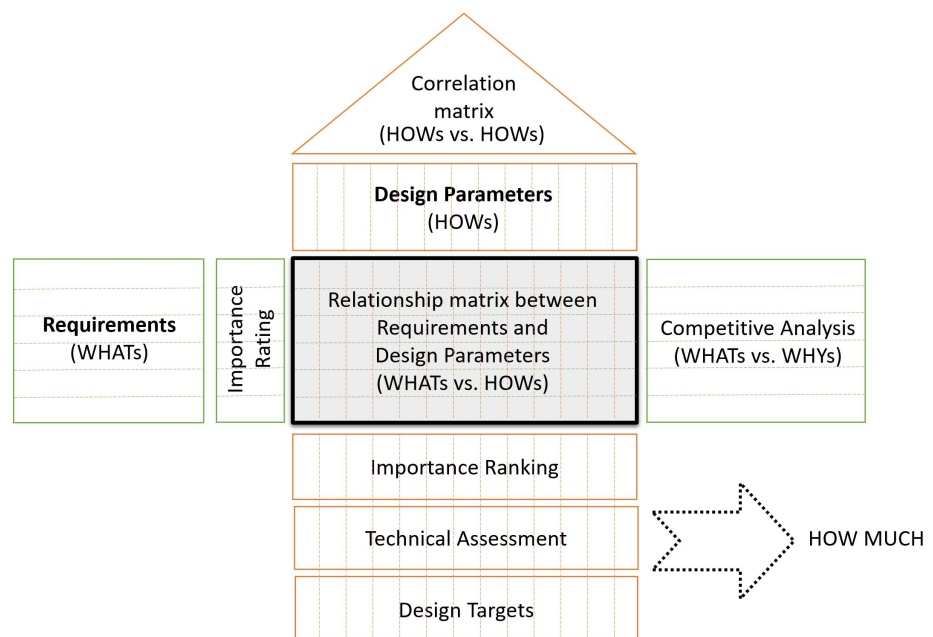 Correlation
matrix
(HOWs vs. HOWs)
Design Parameters
(HOWs)
Requirements
(WHATs)
Importance
Rating
Relationship matrix between
Requirements and
Design Parameters
(WHATs vs. HOWs)
Competitive Analysis
(WHATs vs. WHYs)
Importance Ranking
Technical Assessment
HOW MUCH
Design Targets